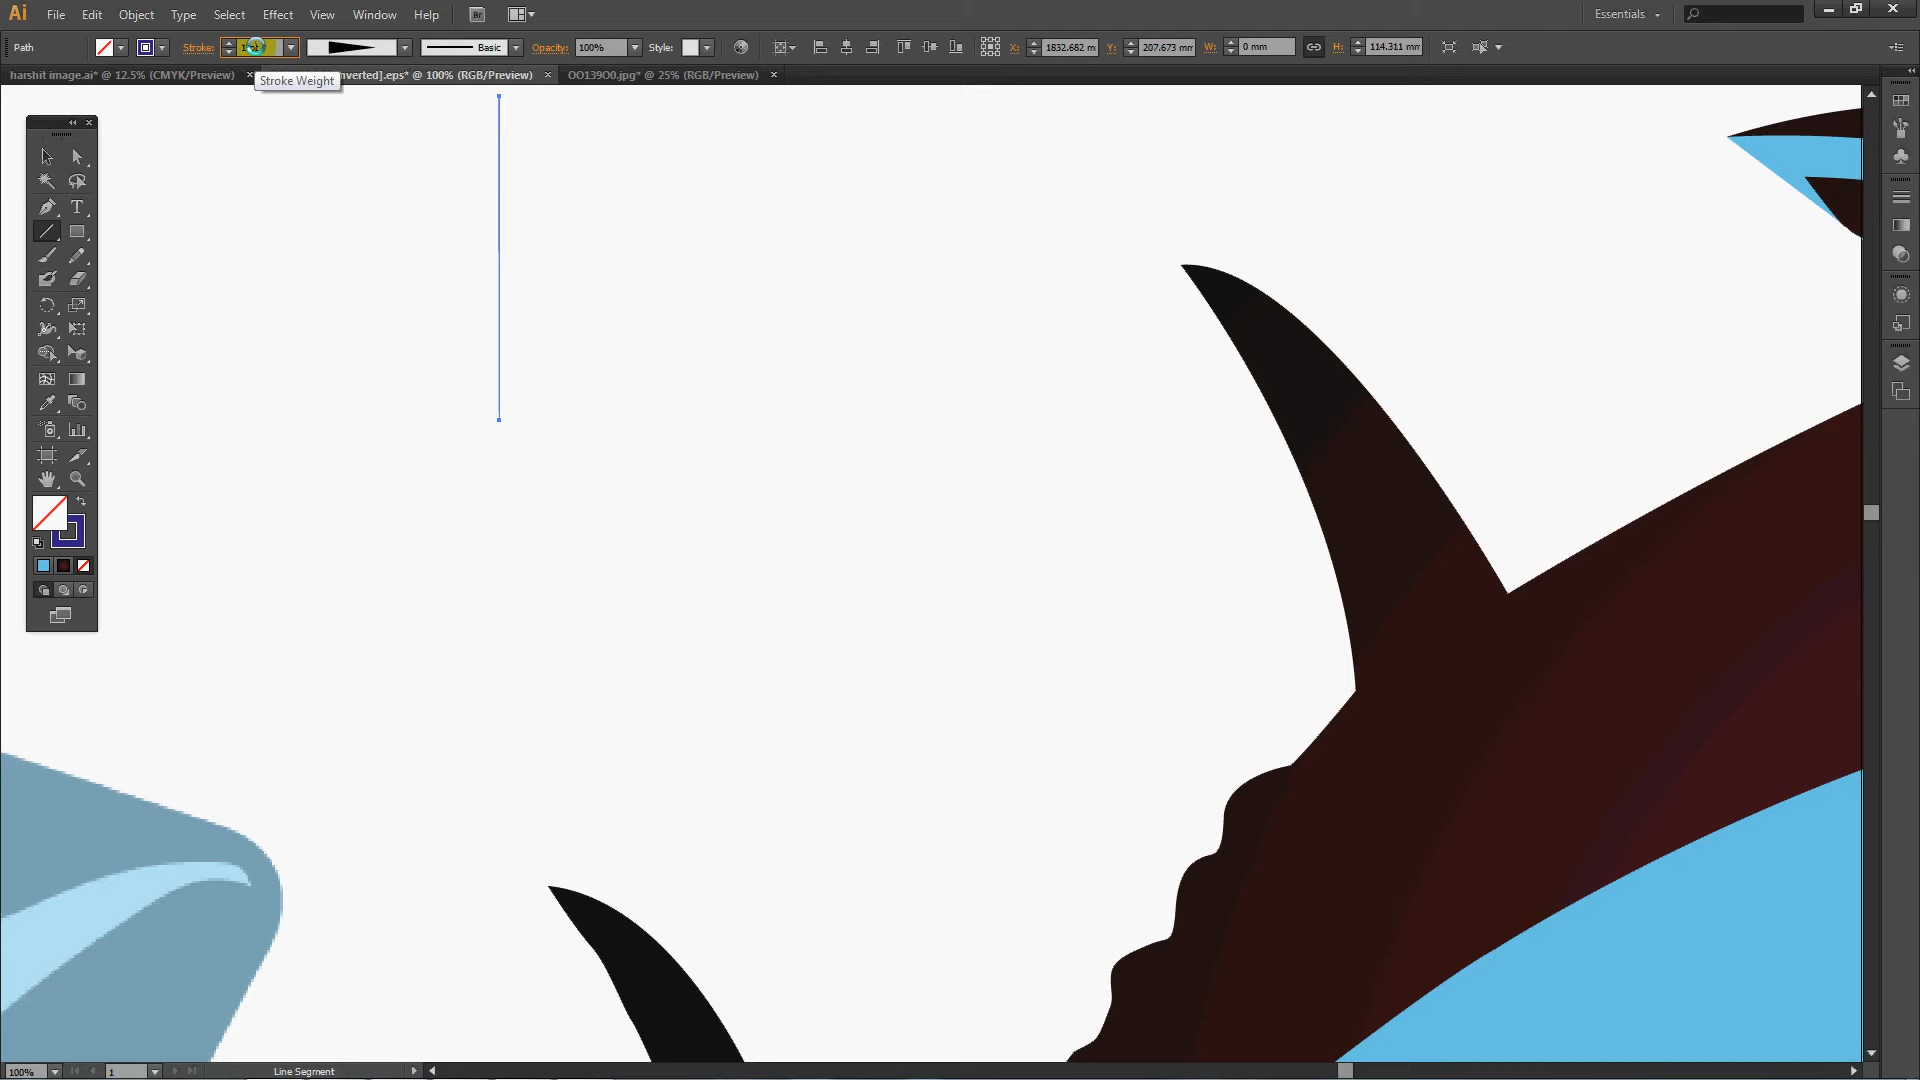 Ai File Edit Object Type Select Effect View Window Help Br Essentials
Path Stroke: Basic Opacity: 100% Style: X: 1832.682 m Y: 207.673 mm W: 0 mm H: 114.311 mm
harshit image.ai* @ 12.5% (CMYK/Preview) nverted].eps* @ 100% (RGB/Preview) OO139O0.jpg* @ 25% (RGB/Preview)
Stroke Weight
T
100% 1 Line Segment